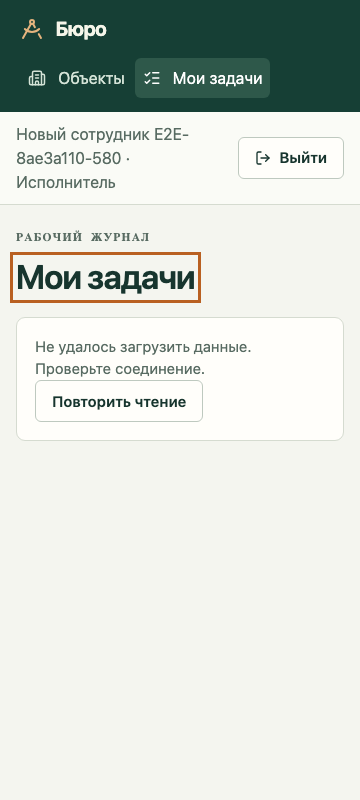 Бюро
Объекты
Мои задачи
Новый сотрудник E2E-
8ae3a110-580 ·
Исполнитель
Выйти
РАБОЧИЙ ЖУРНАЛ
Мои задачи
Не удалось загрузить данные.
Проверьте соединение.
Повторить чтение